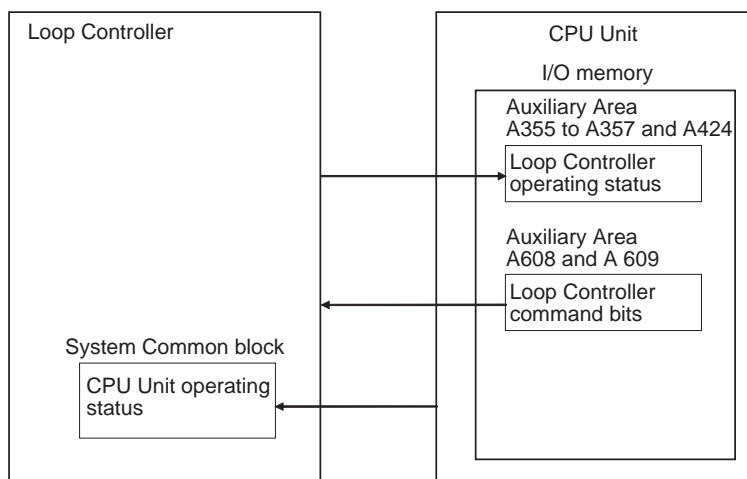 Loop Controller
CPU Unit
I/O memory
Auxiliary Area
A355 to A357 and A424
Loop Controller
operating status
Auxiliary Area
A608 and A 609
Loop Controller
command bits
System Common block
CPU Unit operating
status